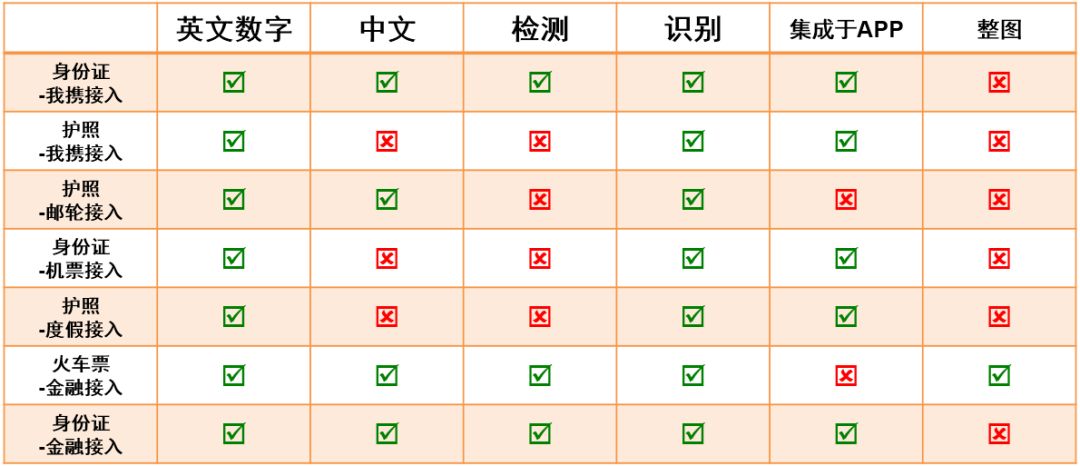 英文数字 中文 检测 识别 集成于APP 整图
身份证
-我携接入
☑ ☑ ☑ ☑ ☑ ☒
护照
-我携接入
☑ ☒ ☒ ☑ ☑ ☒
护照
-邮轮接入
☑ ☑ ☒ ☑ ☒ ☒
身份证
-机票接入
☑ ☒ ☒ ☑ ☑ ☒
护照
-度假接入
☑ ☒ ☒ ☑ ☑ ☒
火车票
-金融接入
☑ ☑ ☑ ☑ ☒ ☑
身份证
-金融接入
☑ ☑ ☑ ☑ ☑ ☒